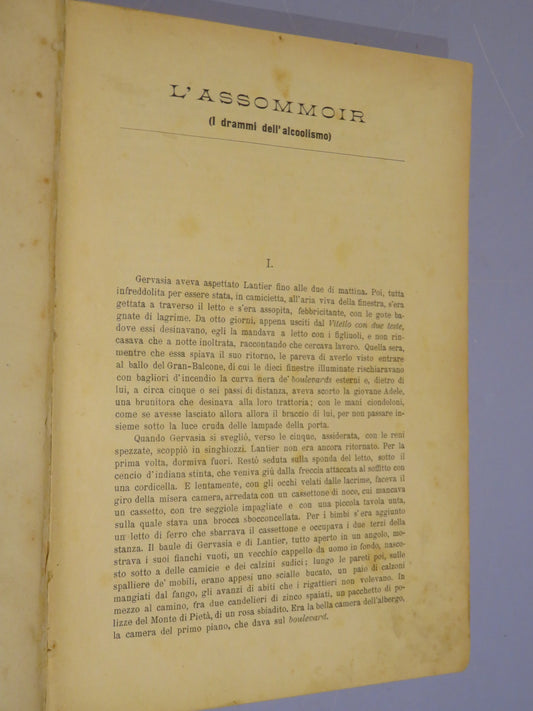 L'ASSOMMOIR
(I drammi dell'alcoolismo)
I.
Gervasia aveva aspettato Lantier fino alle due di mattina. Poi, tutta
infreddolita per essere stata, in camicietta, all'aria viva della finestra, s'era
gettata a traverso il letto e s'era assopita, febbricitante, con le gote ba-
gnate di lagrime. Da otto giorni, appena usciti dal Vitello con due teste,
dove essi desinavano, egli la mandava a letto con i figliuoli, e non rin-
casava che a notte inoltrata, raccontando che cercava lavoro. Quella sera,
mentre che essa spiava il suo ritorno, le pareva di averlo visto entrare
al ballo del Gran-Balcone, di cui le dieci finestre illuminate rischiaravano
con bagliori d'incendio la curva nera de' boulevards esterni e, dietro di
lui, a circa cinque o sei passi di distanza, aveva scorto la giovane Adele,
una brunitora che desinava alla loro trattoria; con le mani ciondoloni,
come se avesse lasciato allora allora il braccio di lui, per non passare in-
sieme sotto la luce cruda delle lampade della porta.
Quando Gervasia si svegliò, verso le cinque, assiderata, e con le reni
spezzate, scoppiò in singhiozzi. Lantier non era ancora ritornato. Per la
prima volta, dormiva fuori. Restò seduta sulla sponda del letto, sotto il
cencio d'indiana stinta, che veniva giù dalla freccia attaccata al soffitto con
una cordicella. E lentamente, con gli occhi velati dalle lacrime, faceva il
giro della misera camera, arredata con un cassettone di noce, cui mancava
un cassetto, con tre seggiole impagliate e con una piccola tavola unta,
sulla quale stava una brocca sbocconcellata. Per i bimbi s'era aggiunto
un letto di ferro che sbarrava il cassettone e occupava i due terzi della
stanza. Il baule di Gervasia e di Lantier, tutto aperto in un angolo, mo-
strava i suoi fianchi vuoti, un vecchio cappello da uomo in fondo, nasco-
sto sotto a delle camicie e dei calzini sudici; lungo le pareti poi, sulle
spalliere de' mobili, erano appesi uno scialle bucato, un paio di calzoni
mangiati dal fango, gli avanzi di abiti che i rigattieri non volevano. In
mezzo al camino, fra due candelieri di zinco spaiati, un pacchetto di po-
lizze del Monte di Pietà, di un rosa sbiadito. Era la bella camera dell'albergo,
la camera del primo piano, che dava sul boulevard.